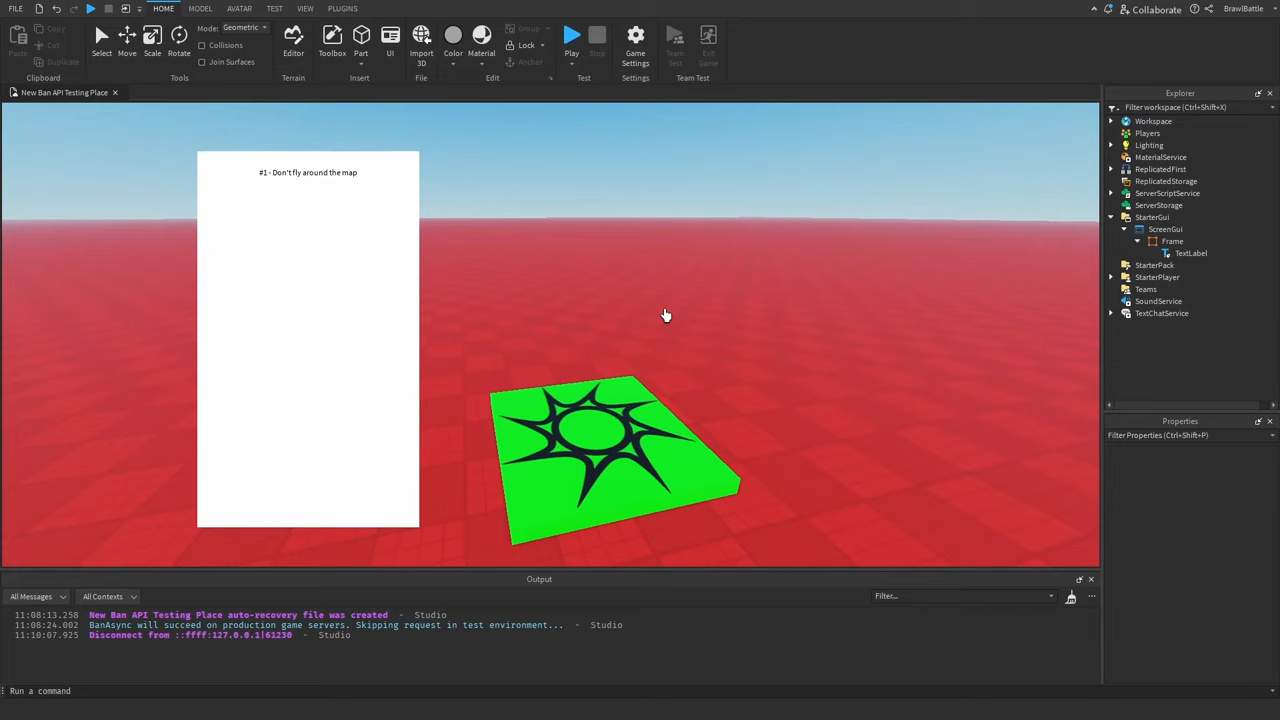 FILE
HOME
MODEL
AVATAR
TEST
VIEW
PLUGINS
Collaborate
BrawlBattle
Paste
Copy
Cut
Duplicate
Clipboard
Select
Move
Scale
Rotate
Mode: Geometric
Collisions
Join Surfaces
Tools
Editor
Terrain
Toolbox
Part
UI
Insert
Import 3D
File
Color
Material
Group
Lock
Anchor
Edit
Play
Stop
Test
Game Settings
Settings
Team Test
Exit Game
Team Test
New Ban API Testing Place
#1 - Don't fly around the map
Explorer
Filter workspace (Ctrl+Shift+X)
Workspace
Players
Lighting
MaterialService
ReplicatedFirst
ReplicatedStorage
ServerScriptService
ServerStorage
StarterGui
ScreenGui
Frame
TextLabel
StarterPack
StarterPlayer
Teams
SoundService
TextChatService
Properties
Filter Properties (Ctrl+Shift+P)
Output
All Messages
All Contexts
Filter...
11:08:13.258 New Ban API Testing Place auto-recovery file was created - Studio
11:08:24.002 BanAsync will succeed on production game servers. Skipping request in test environment... - Studio
11:10:07.925 Disconnect from ::ffff:127.0.0.1|61230 - Studio
Run a command